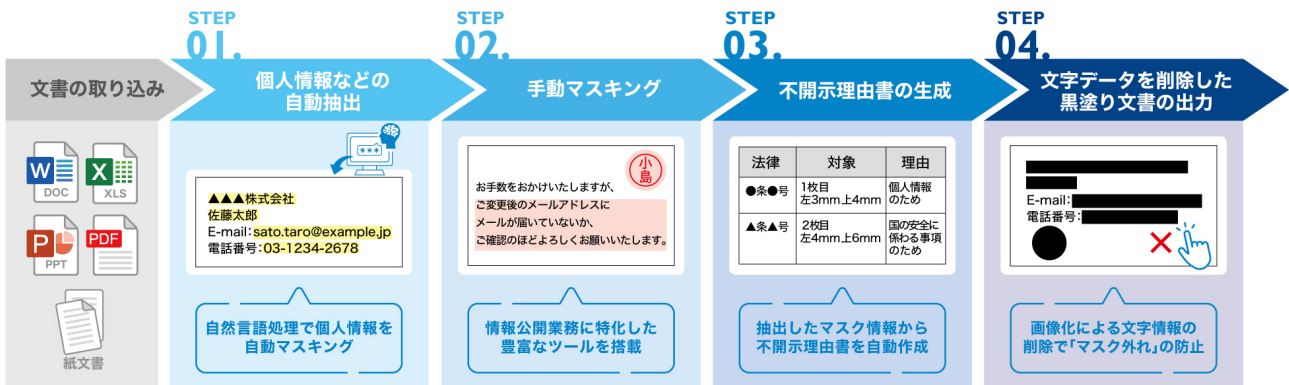 文書の取り込み
W
DOC
X
XLS
P
PPT
PDF
紙文書
STEP
01.
個人情報などの
自動抽出
▲▲▲株式会社
佐藤太郎
E-mail:sato.taro@example.jp
電話番号:03-1234-2678
自然言語処理で個人情報を
自動マスキング
STEP
02.
手動マスキング
小島
お手数をおかけいたしますが、
ご変更後のメールアドレスに
メールが届いていないか、
ご確認のほどよろしくお願いいたします。
情報公開業務に特化した
豊富なツールを搭載
STEP
03.
不開示理由書の生成
法律 対象 理由
●条●号 1枚目 個人情報
左3mm上4mm のため
▲条▲号 2枚目 国の安全に
左4mm上6mm 係わる事項
のため
抽出したマスク情報から
不開示理由書を自動作成
STEP
04.
文字データを削除した
黒塗り文書の出力
E-mail:
電話番号:
画像化による文字情報の
削除で「マスク外れ」の防止